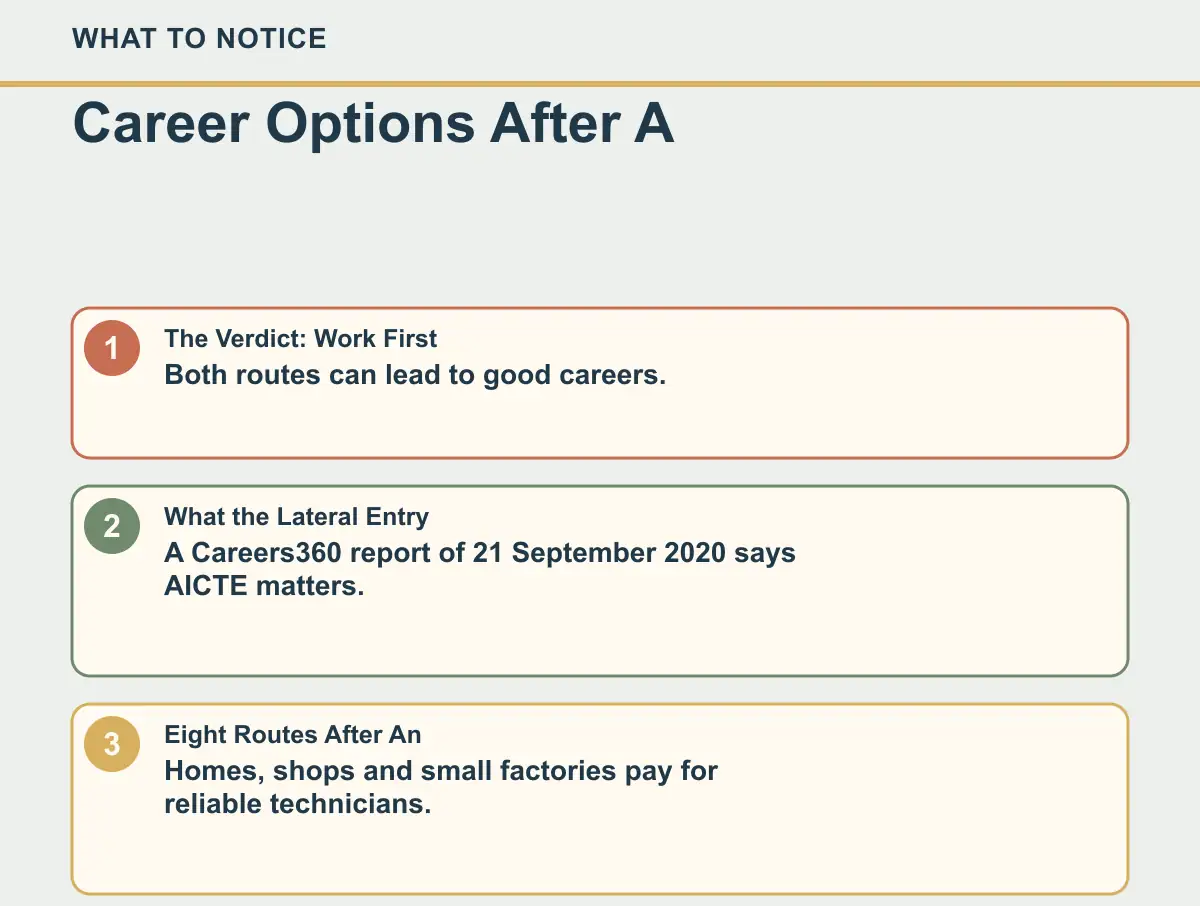 WHAT TO NOTICE
Career Options After A
1
The Verdict: Work First
Both routes can lead to good careers.
2
What the Lateral Entry
A Careers360 report of 21 September 2020 says
AICTE matters.
3
Eight Routes After An
Homes, shops and small factories pay for
reliable technicians.